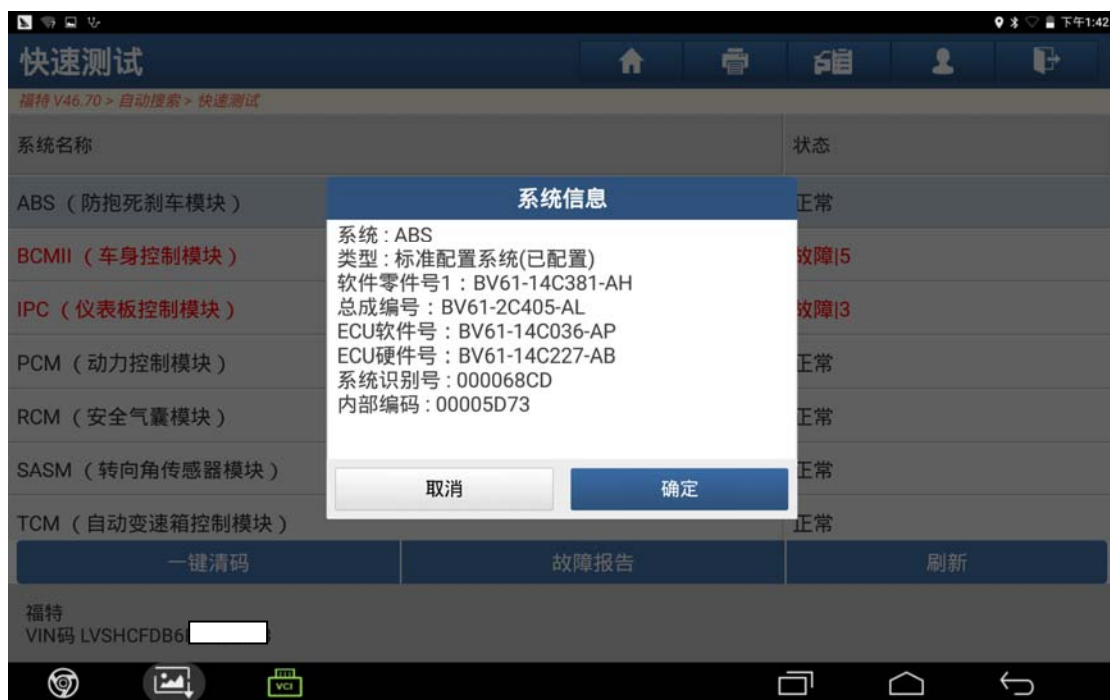 下午1:42
快速测试
福特 V46.70 > 自动搜索 > 快速测试
系统名称 状态
ABS （防抱死刹车模块） 正常
BCMII （车身控制模块） 故障|5
IPC （仪表板控制模块） 故障|3
PCM （动力控制模块） 正常
RCM （安全气囊模块） 正常
SASM （转向角传感器模块） 正常
TCM （自动变速箱控制模块） 正常
系统信息
系统 : ABS
类型 : 标准配置系统(已配置)
软件零件号1：BV61-14C381-AH
总成编号：BV61-2C405-AL
ECU软件号：BV61-14C036-AP
ECU硬件号：BV61-14C227-AB
系统识别号 : 000068CD
内部编码 : 00005D73
取消 确定
一键清码 故障报告 刷新
福特
VIN码 LVSHCFDB6
VCI